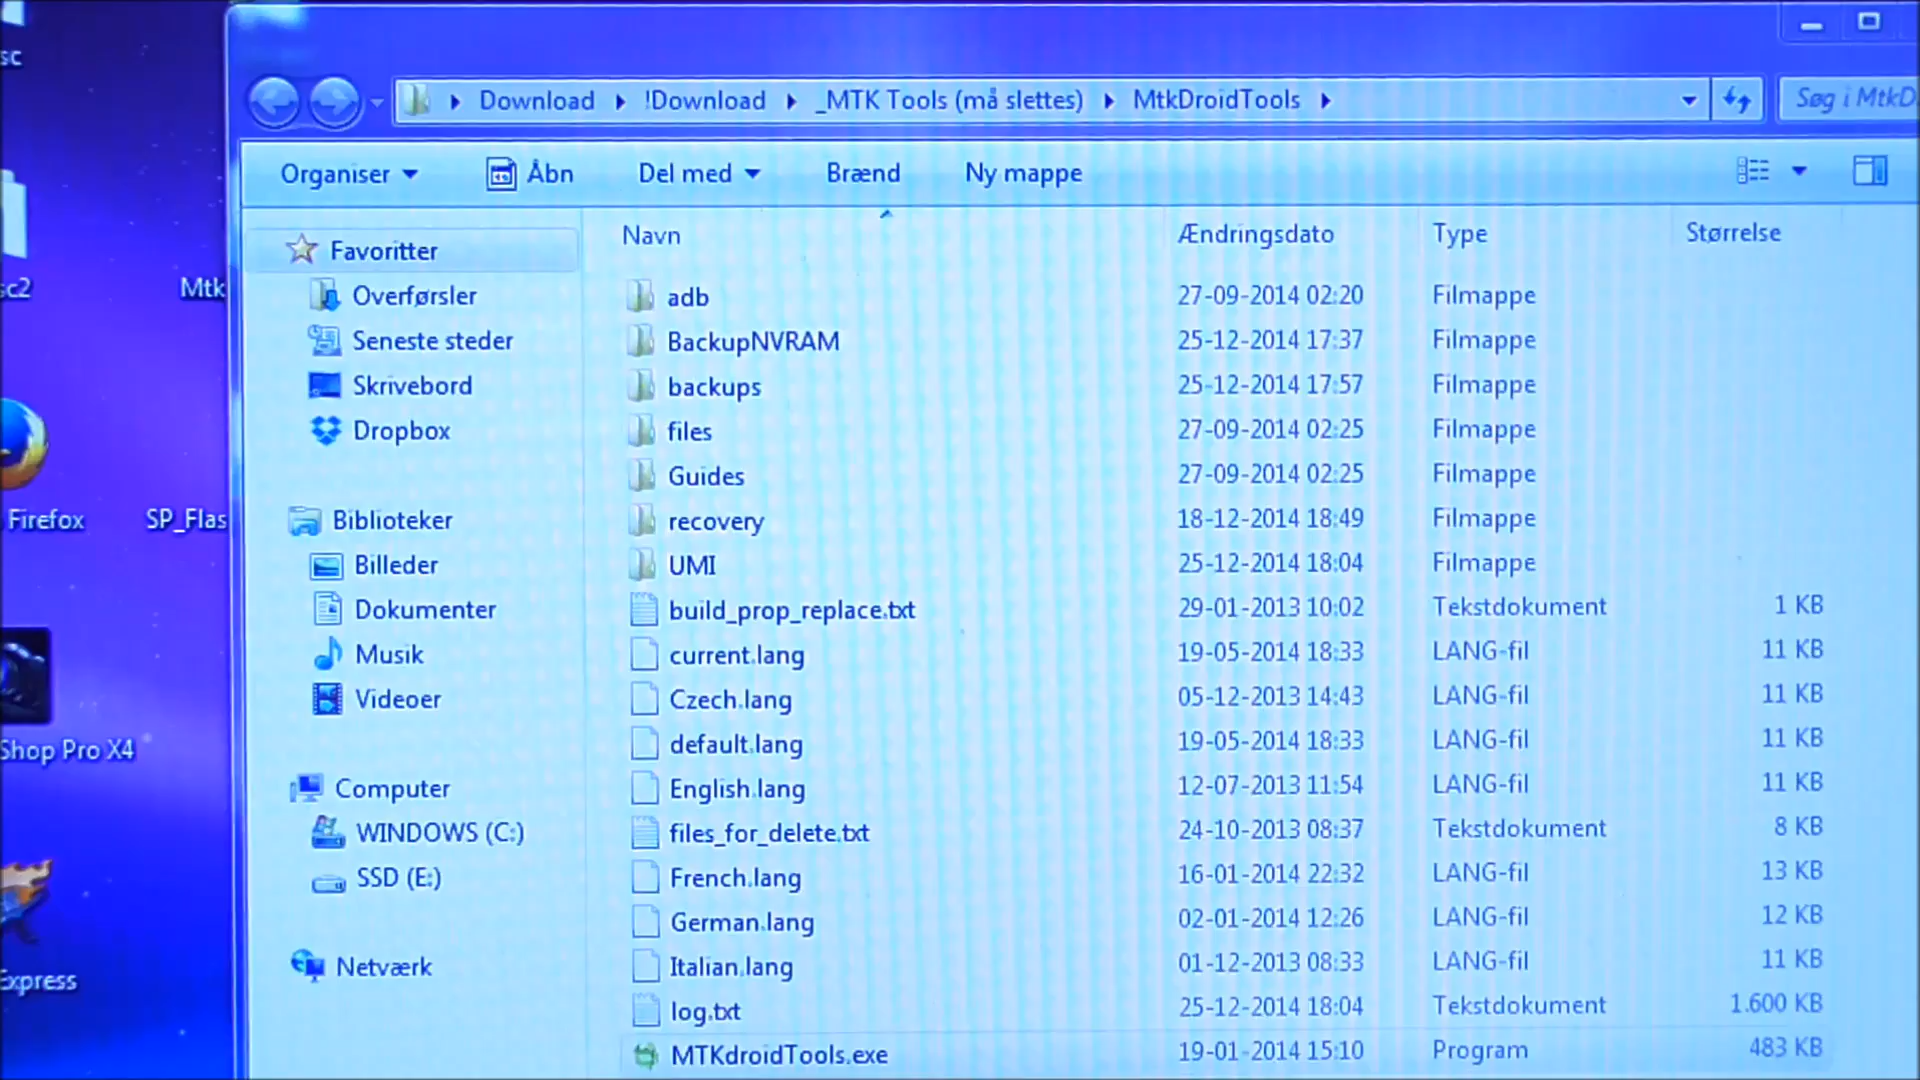 sc
Download ▸ !Download ▸ _MTK Tools (må slettes) ▸ MtkDroidTools ▸
Søg i MtkD
Organiser
Åbn
Del med
Brænd
Ny mappe
Navn Ændringsdato Type Størrelse
Favoritter
Overførsler
Seneste steder
Skrivebord
Dropbox
Biblioteker
Billeder
Dokumenter
Musik
Videoer
Computer
WINDOWS (C:)
SSD (E:)
Netværk
adb 27-09-2014 02:20 Filmappe
BackupNVRAM 25-12-2014 17:37 Filmappe
backups 25-12-2014 17:57 Filmappe
files 27-09-2014 02:25 Filmappe
Guides 27-09-2014 02:25 Filmappe
recovery 18-12-2014 18:49 Filmappe
UMI 25-12-2014 18:04 Filmappe
build_prop_replace.txt 29-01-2013 10:02 Tekstdokument 1 KB
current.lang 19-05-2014 18:33 LANG-fil 11 KB
Czech.lang 05-12-2013 14:43 LANG-fil 11 KB
default.lang 19-05-2014 18:33 LANG-fil 11 KB
English.lang 12-07-2013 11:54 LANG-fil 11 KB
files_for_delete.txt 24-10-2013 08:37 Tekstdokument 8 KB
French.lang 16-01-2014 22:32 LANG-fil 13 KB
German.lang 02-01-2014 12:26 LANG-fil 12 KB
Italian.lang 01-12-2013 08:33 LANG-fil 11 KB
log.txt 25-12-2014 18:04 Tekstdokument 1.600 KB
MTKdroidTools.exe 19-01-2014 15:10 Program 483 KB
sc2
Mtk
Firefox
SP_Flas
Shop Pro X4
Express